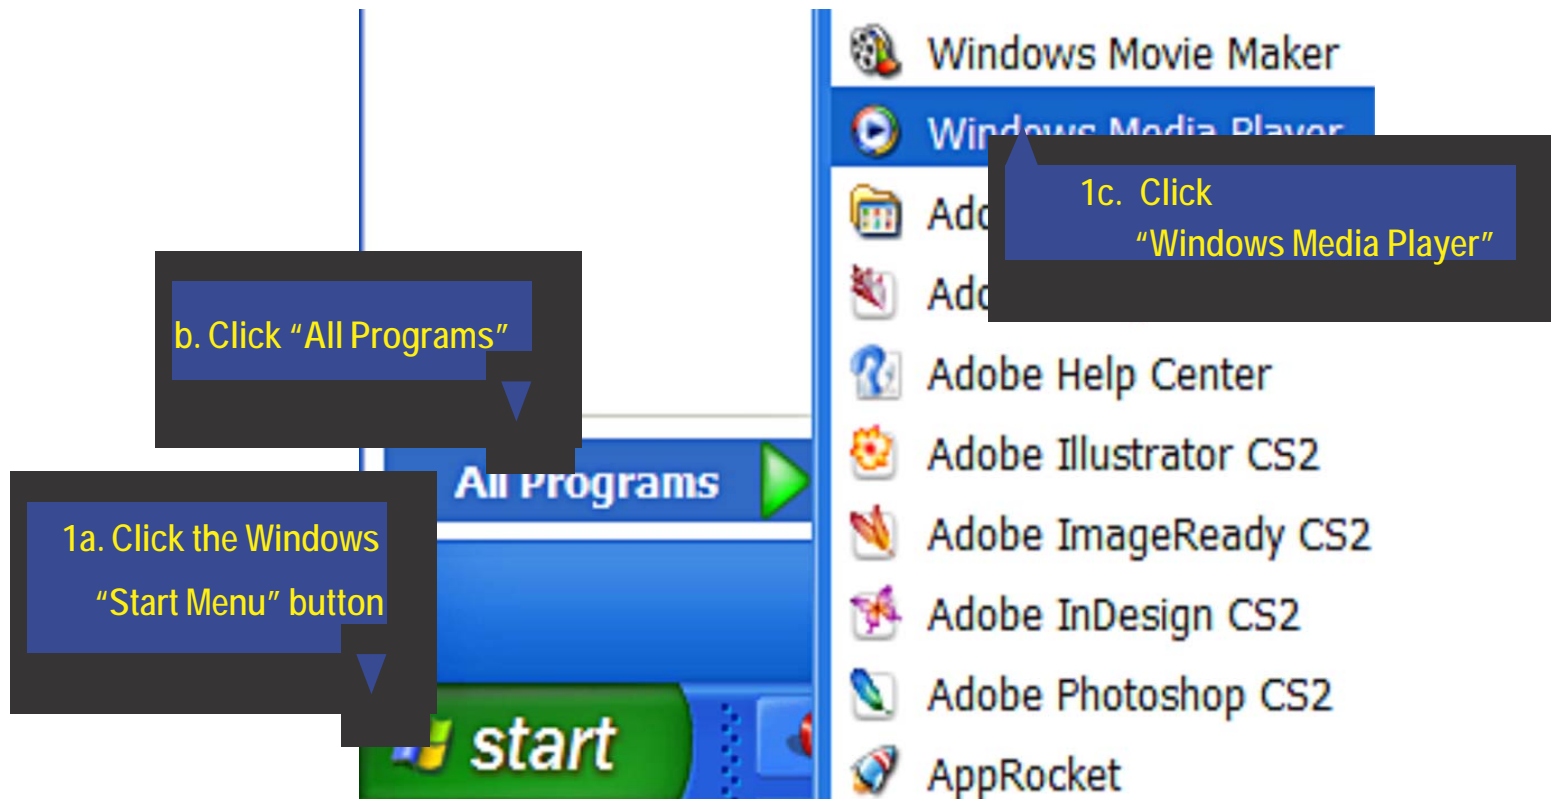 Windows Movie Maker
Windows Media Player
1c. Click
“Windows Media Player”
Adobe Help Center
Adobe Illustrator CS2
Adobe ImageReady CS2
Adobe InDesign CS2
Adobe Photoshop CS2
AppRocket
b. Click “All Programs”
All Programs
1a. Click the Windows
“Start Menu” button
start